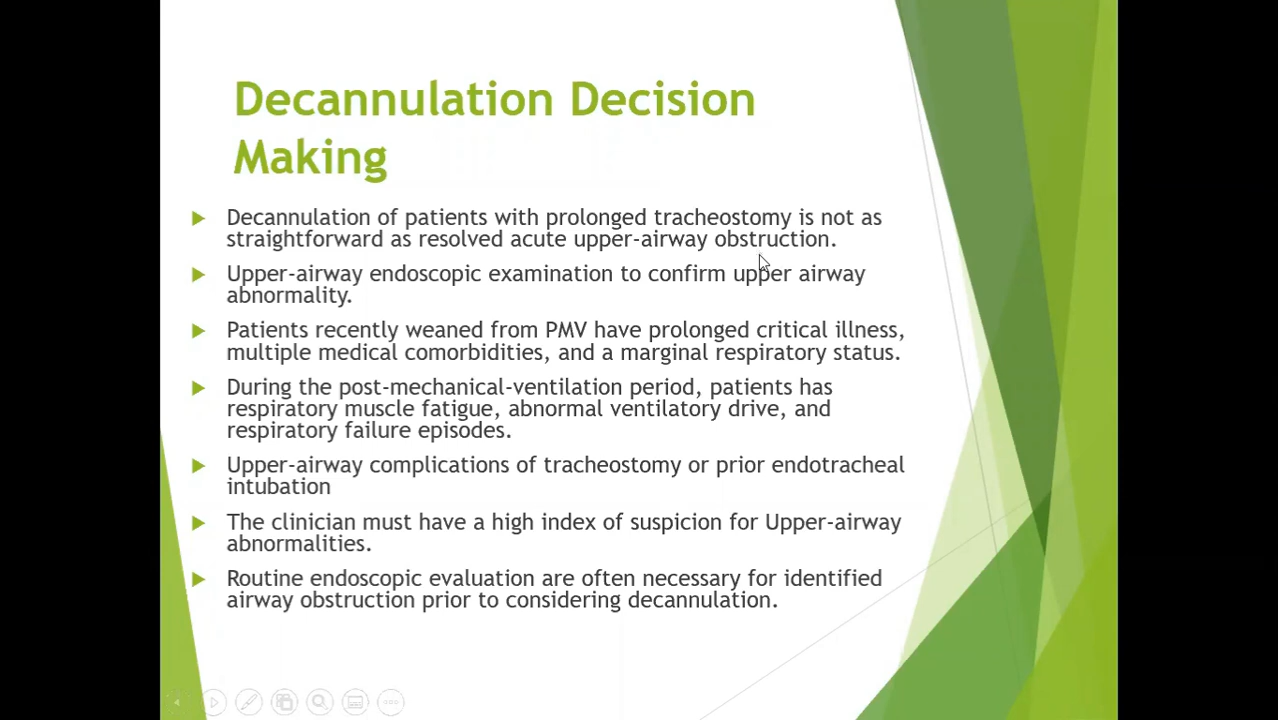 Decannulation Decision
Making
Decannulation of patients with prolonged tracheostomy is not as
straightforward as resolved acute upper-airway obstruction.
Upper-airway endoscopic examination to confirm upper airway
abnormality.
Patients recently weaned from PMV have prolonged critical illness,
multiple medical comorbidities, and a marginal respiratory status.
During the post-mechanical-ventilation period, patients has
respiratory muscle fatigue, abnormal ventilatory drive, and
respiratory failure episodes.
Upper-airway complications of tracheostomy or prior endotracheal
intubation
The clinician must have a high index of suspicion for Upper-airway
abnormalities.
Routine endoscopic evaluation are often necessary for identified
airway obstruction prior to considering decannulation.